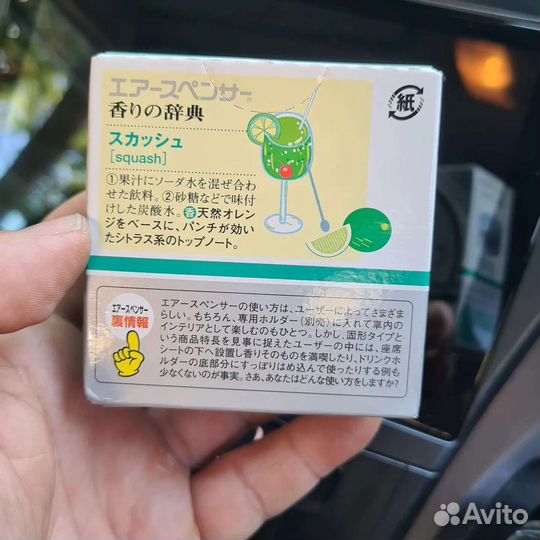 エアースペンサー®
香りの辞典
スカッシュ
[squash]
①果汁にソーダ水を混ぜ合わ
せた飲料。②砂糖などで味付
けした炭酸水。香天然オレン
ジをベースに、パンチが効い
たシトラス系のトップノート。
紙
エアースペンサー
裏情報
エアースペンサーの使い方は、ユーザーによってさまざま
らしい。もちろん、専用ホルダー(別売)に入れて車内の
インテリアとして楽しむのもひとつ。しかし、固形タイプと
いう商品特長を見事に捉えたユーザーの中には、座席
シートの下へ設置し香りそのものを満喫したり、ドリンクホ
ルダーの底部分にすっぽりはめ込んで使ったりする例も
少なくないのが事実。さあ、あなたはどんな使い方をしますか?
Avito